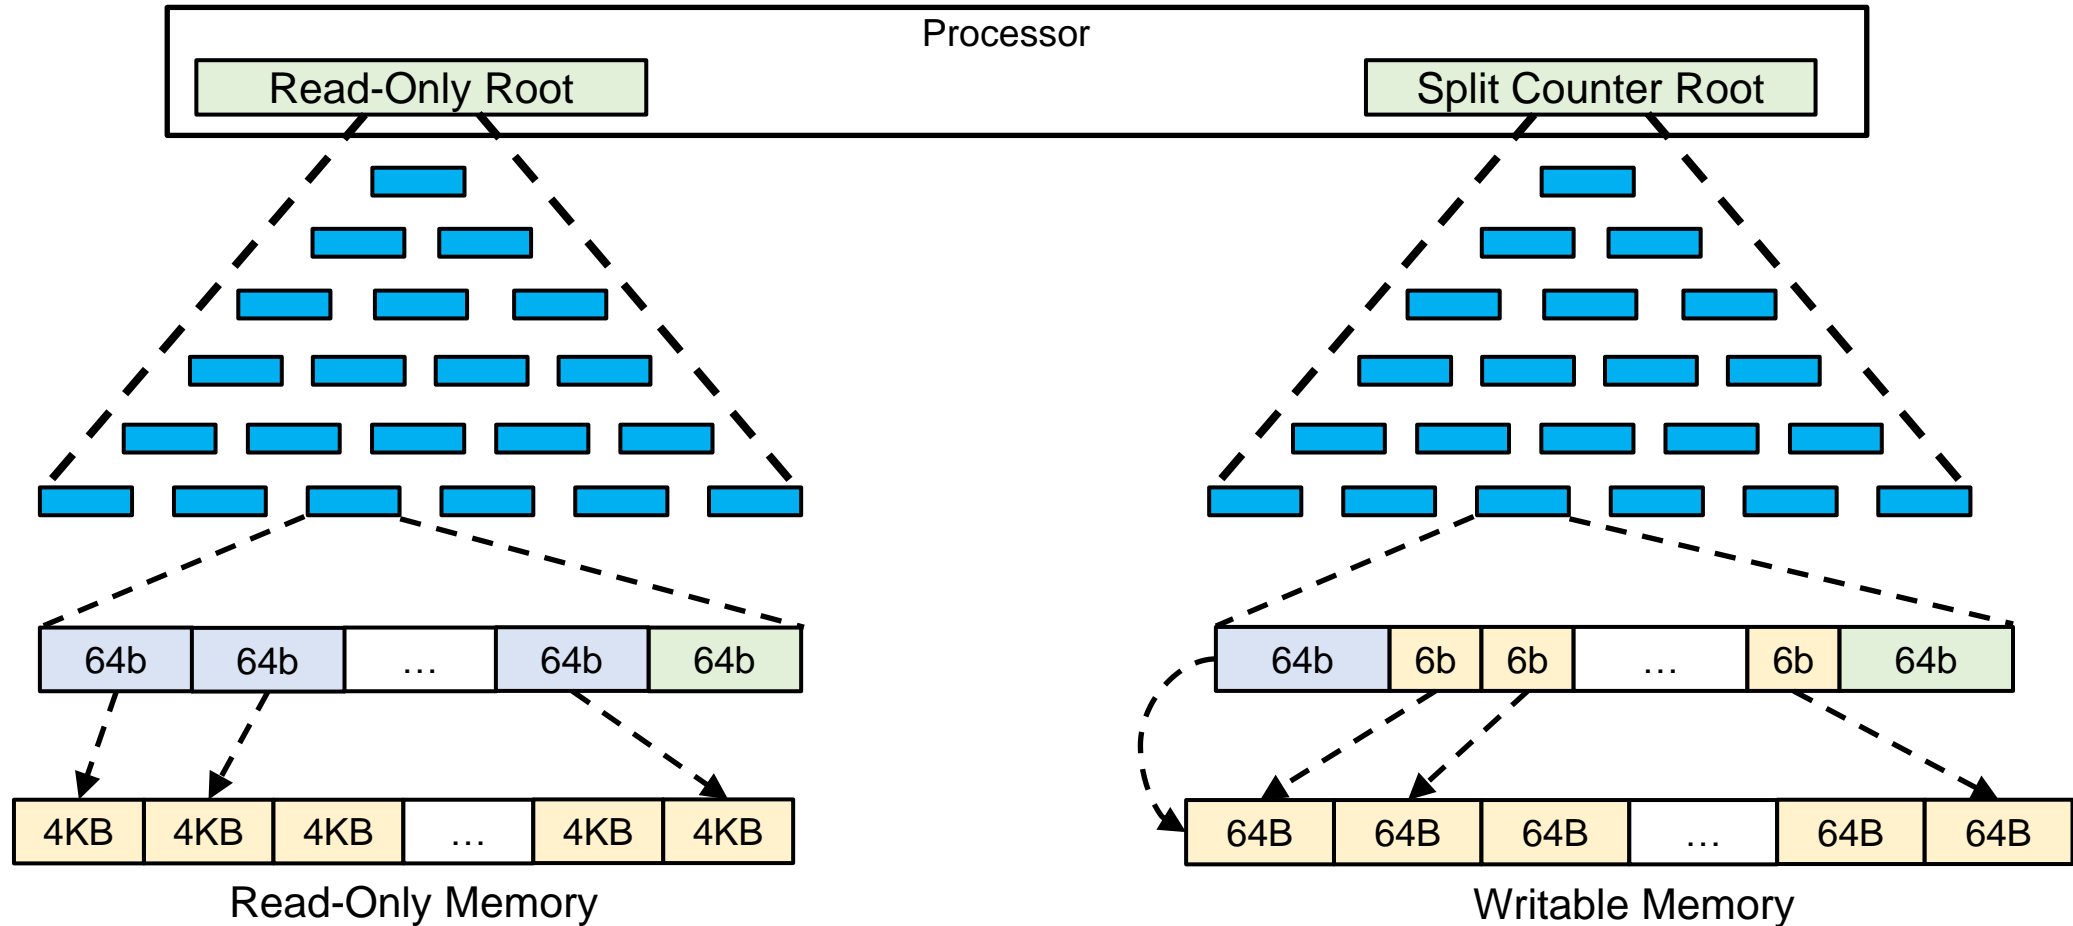 Processor
Read-Only Root
Split Counter Root
64b 64b … 64b 64b
64b 6b 6b … 6b 64b
4KB 4KB 4KB … 4KB 4KB
64B 64B 64B … 64B 64B
Read-Only Memory
Writable Memory